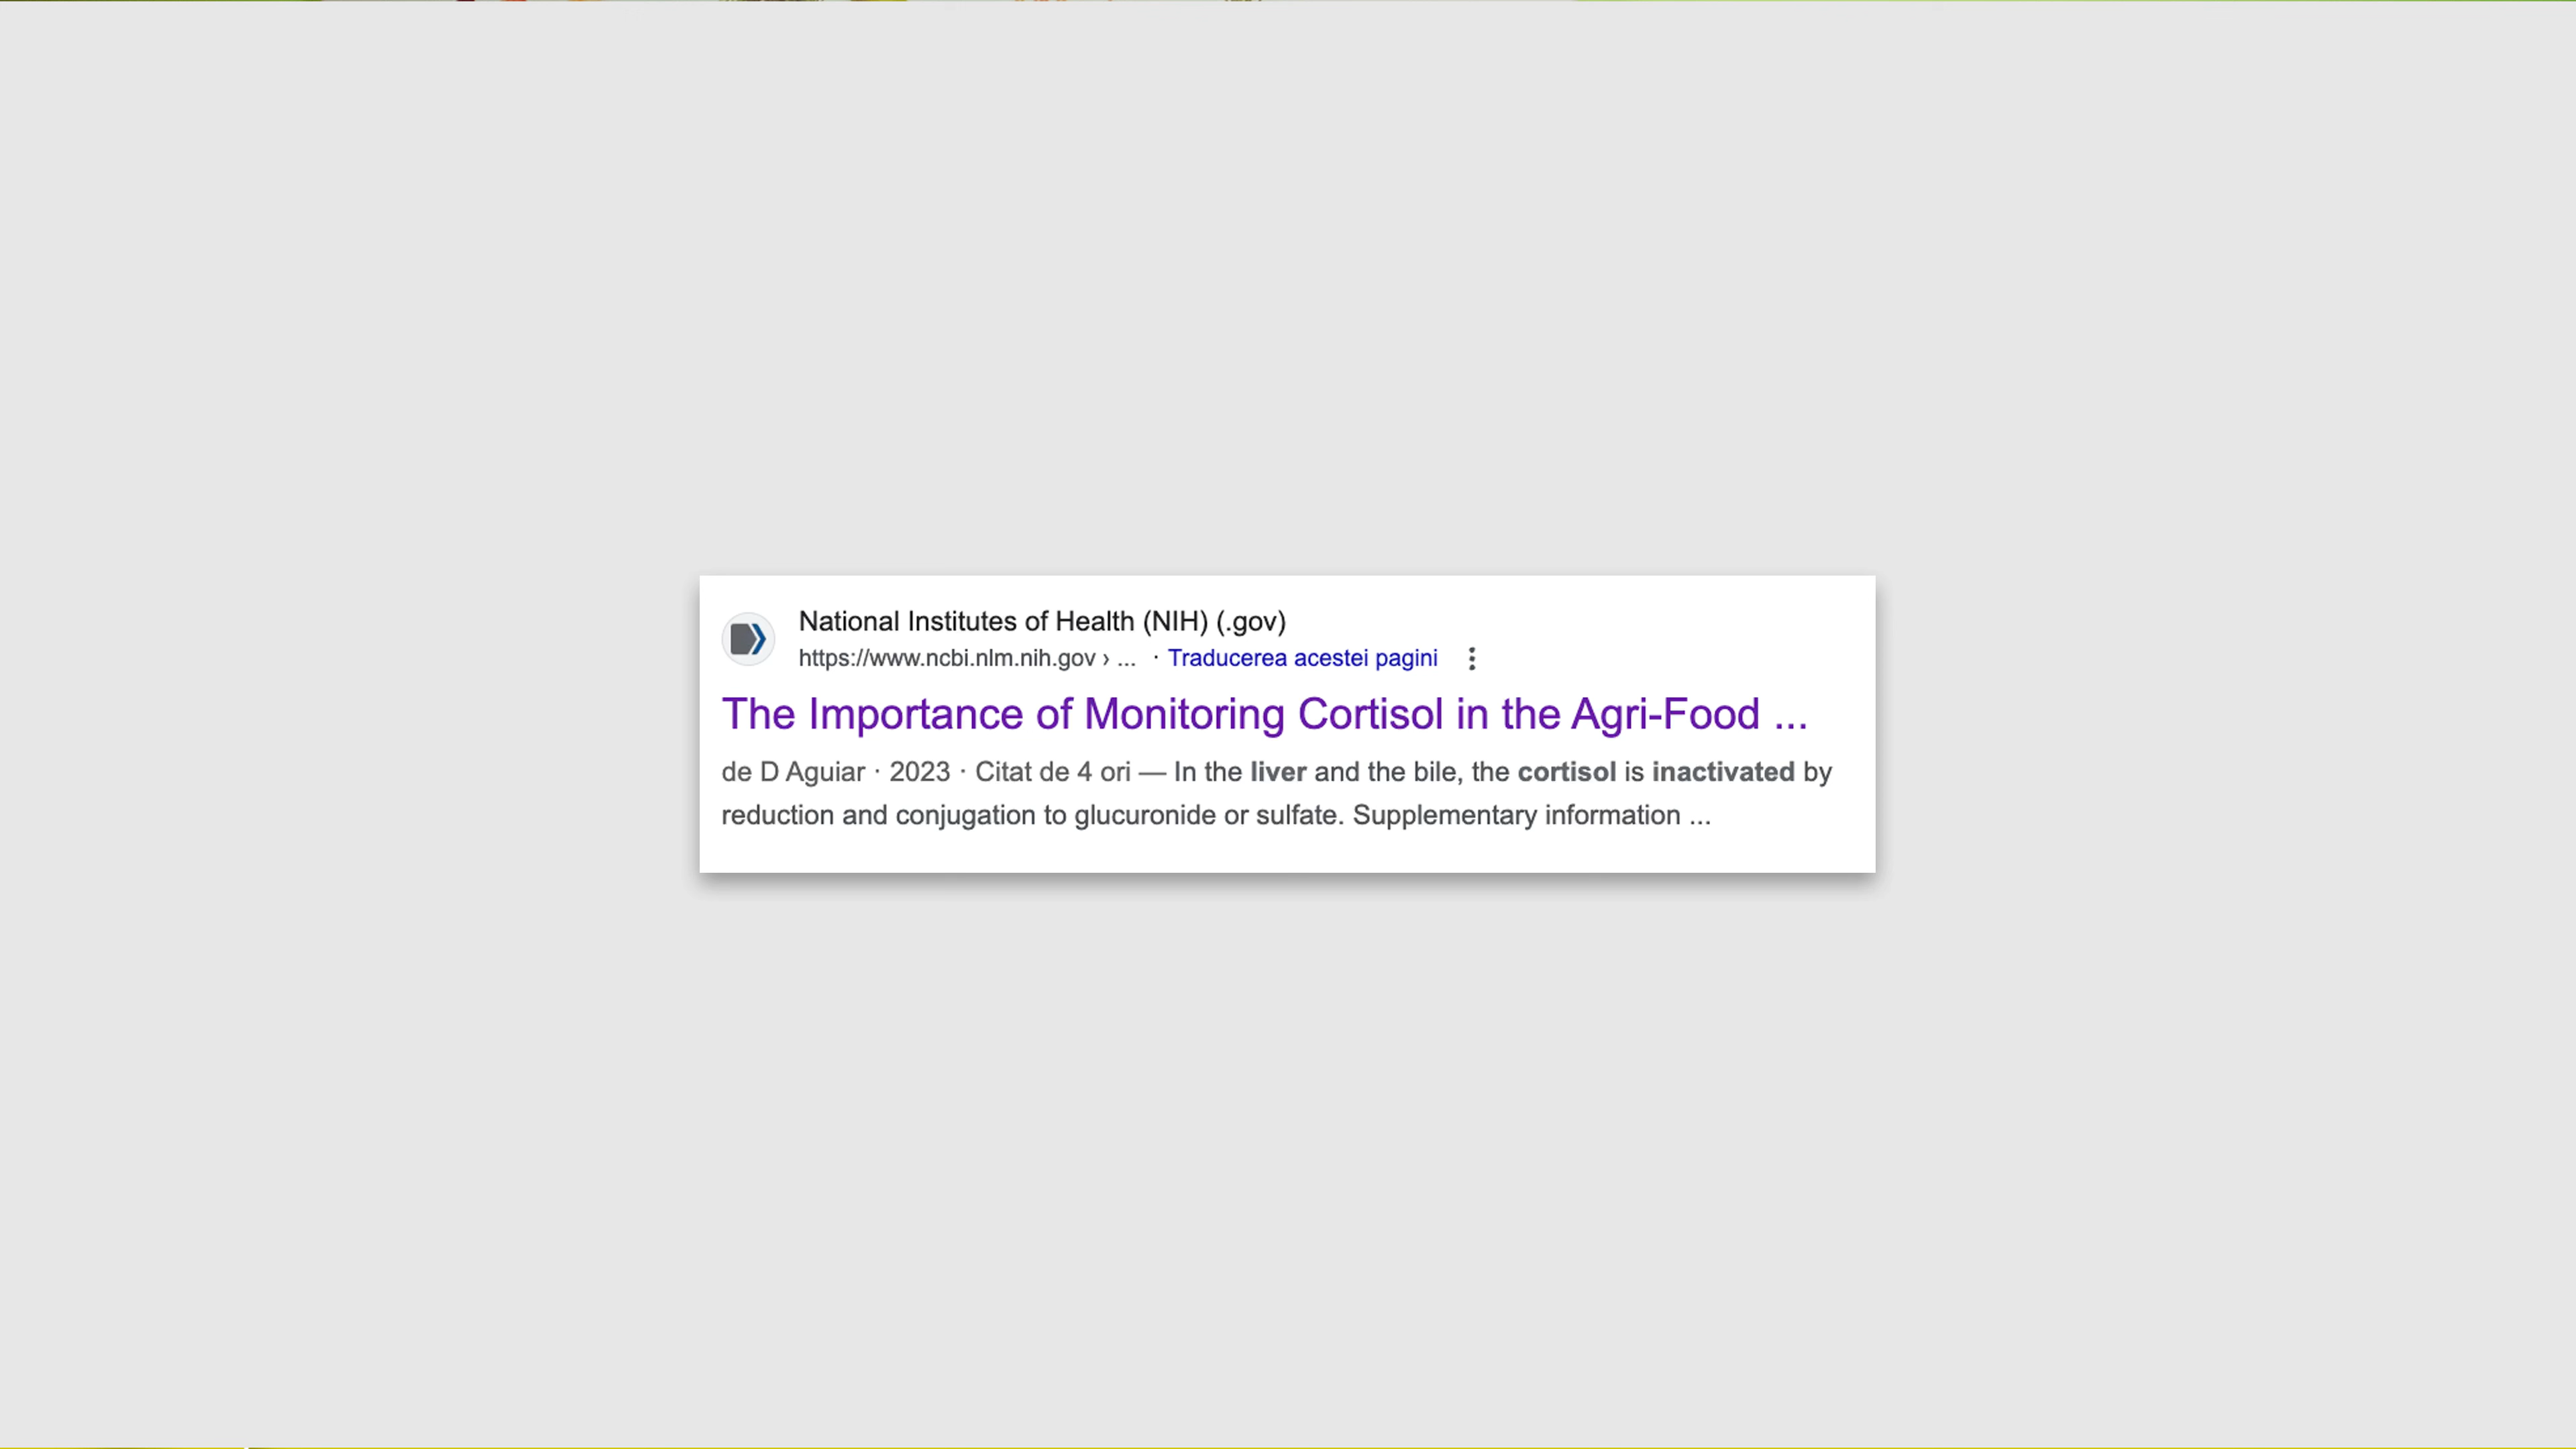 National Institutes of Health (NIH) (.gov)
https://www.ncbi.nlm.nih.gov › ... · Traducerea acestei pagini
The Importance of Monitoring Cortisol in the Agri-Food ...
de D Aguiar · 2023 · Citat de 4 ori — In the liver and the bile, the cortisol is inactivated by
reduction and conjugation to glucuronide or sulfate. Supplementary information ...